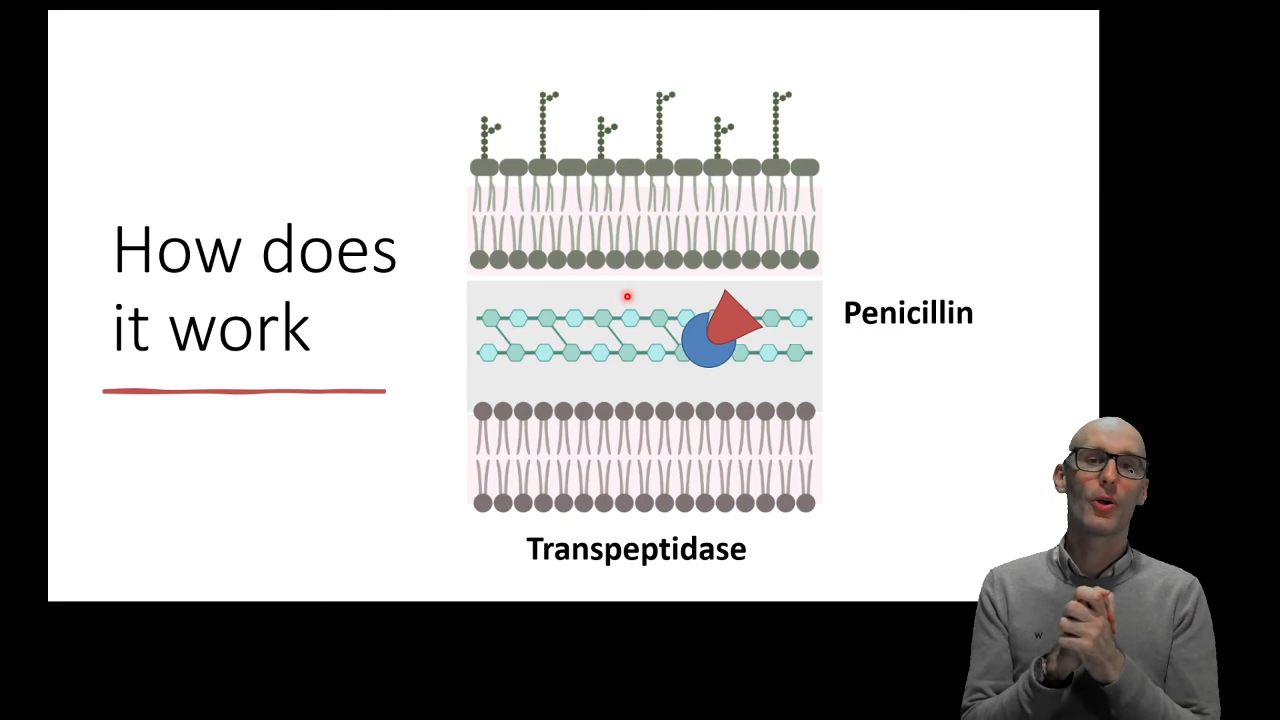 How does
it work
Penicillin
Transpeptidase
W